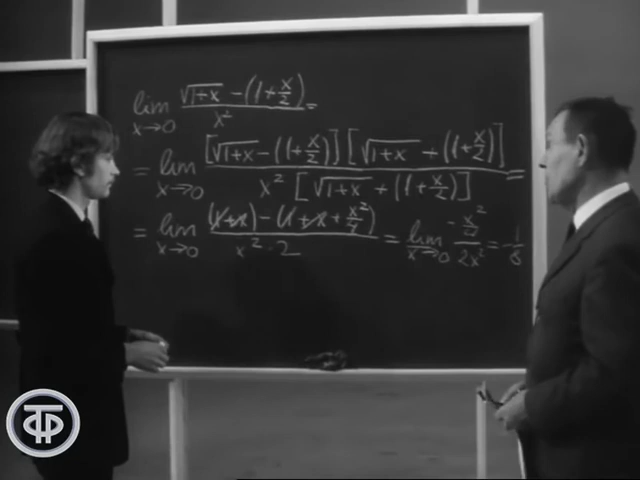 lim x→0 (√(1+x) − (1 + x/2)) / x² =
= lim x→0 ([√(1+x) − (1 + x/2)] [√(1+x) + (1 + x/2)]) / (x² [√(1+x) + (1 + x/2)]) =
= lim x→0 ((1+x) − (1 + x + x²/4)) / (x² · 2) = lim x→0 (−x²/4) / (2x²) = −1/8